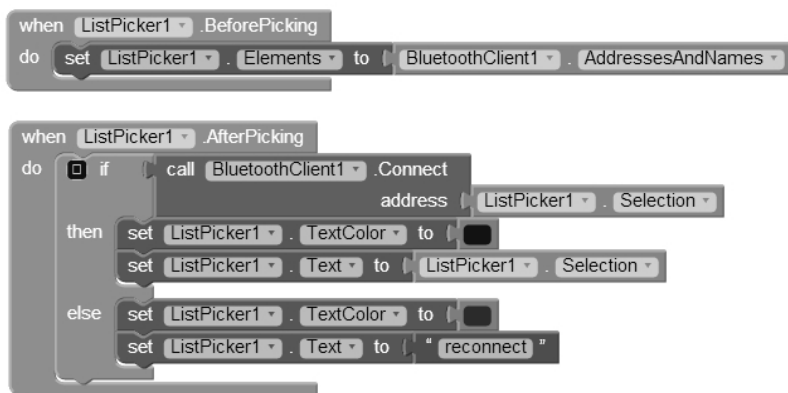 when ListPicker1 .BeforePicking
do set ListPicker1 . Elements to BluetoothClient1 . AddressesAndNames
when ListPicker1 .AfterPicking
do if call BluetoothClient1 .Connect
address ListPicker1 . Selection
then set ListPicker1 . TextColor to
set ListPicker1 . Text to ListPicker1 . Selection
else set ListPicker1 . TextColor to
set ListPicker1 . Text to " reconnect "